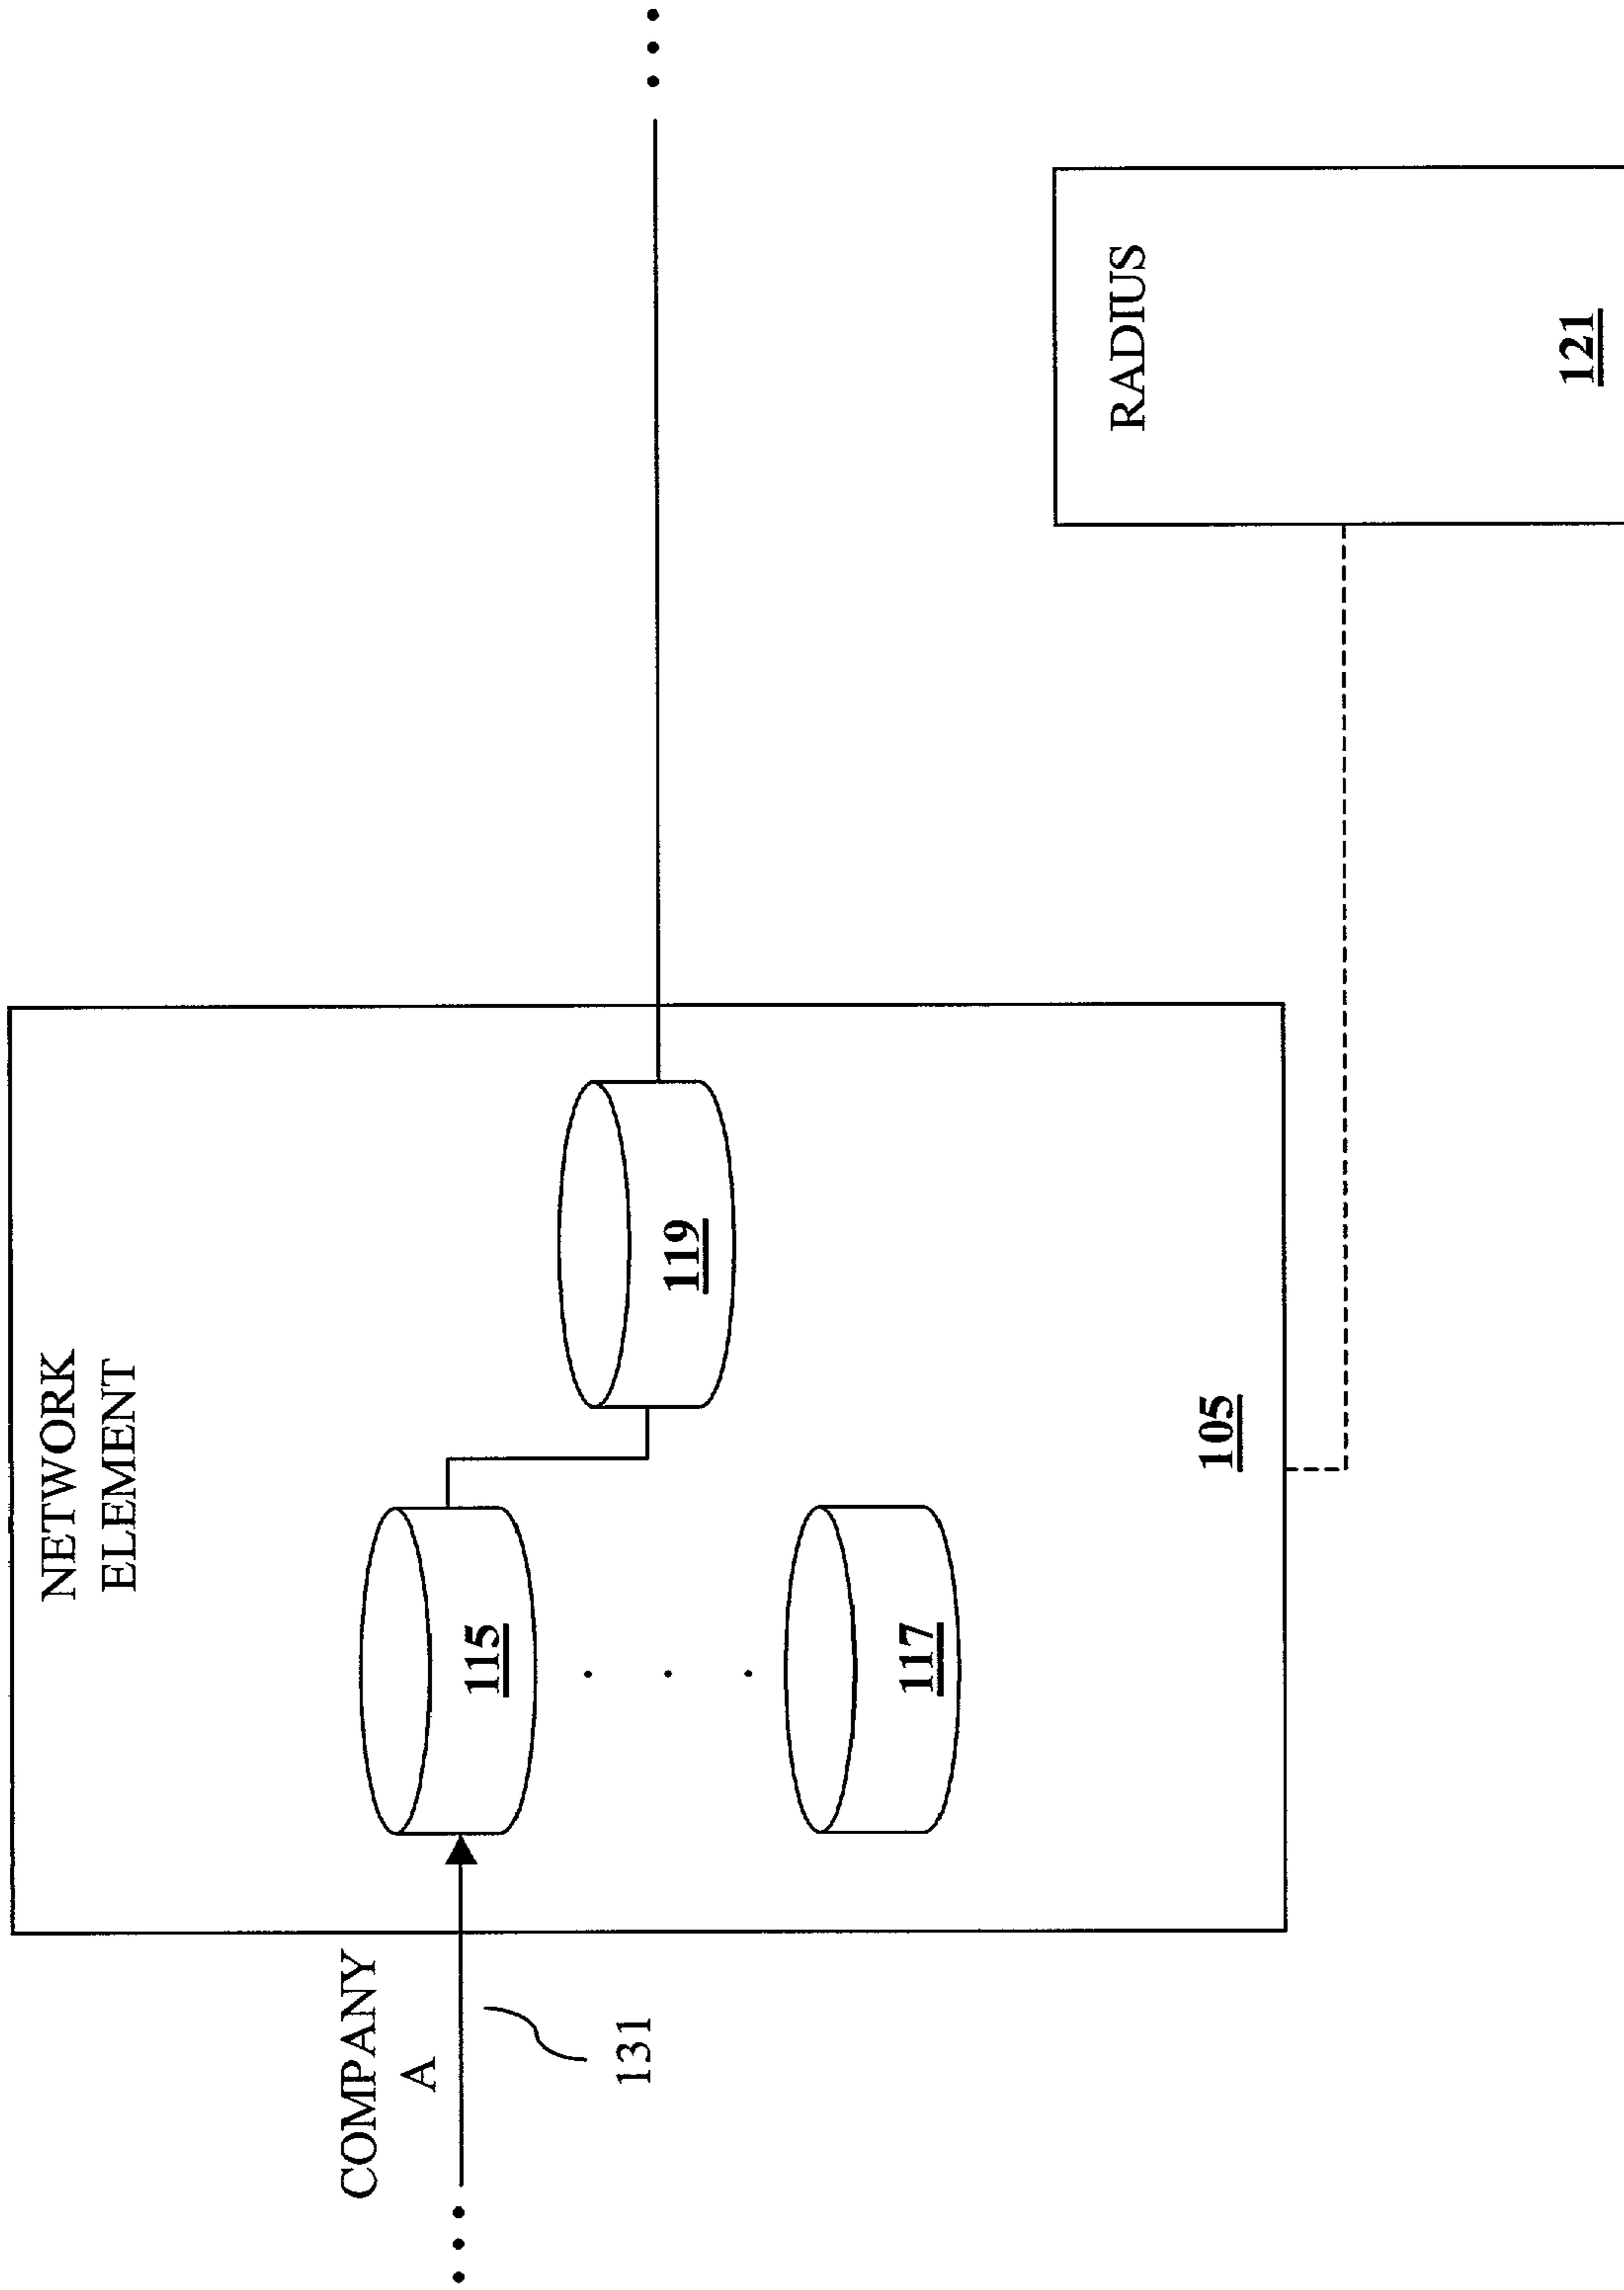 NETWORK
ELEMENT
COMPANY
A
131
115
117
119
105
RADIUS
121